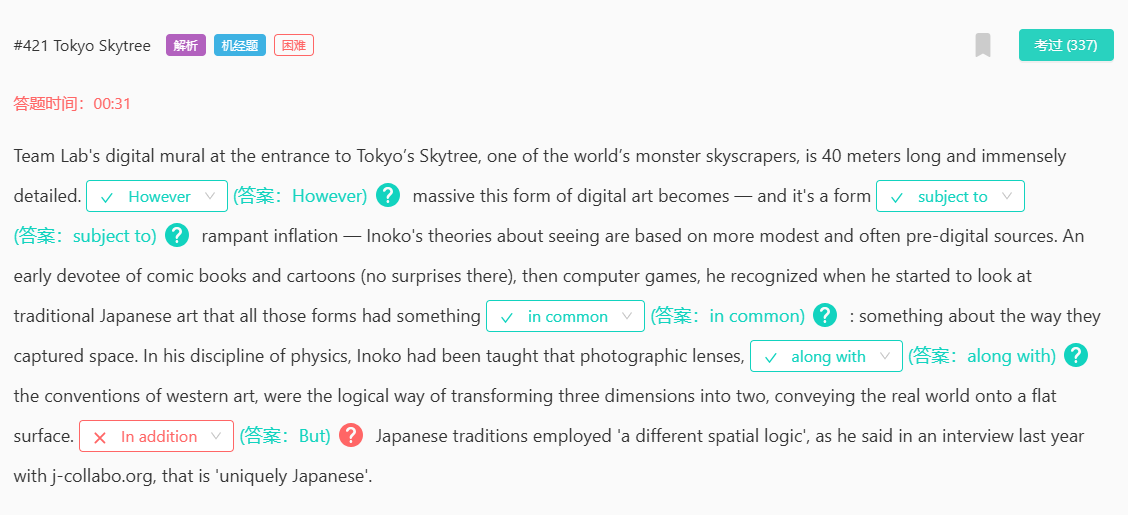 #421 Tokyo Skytree 解析 机经题 困难 考过 (337)
答题时间：00:31
Team Lab's digital mural at the entrance to Tokyo’s Skytree, one of the world’s monster skyscrapers, is 40 meters long and immensely
detailed. However (答案：However) ? massive this form of digital art becomes — and it's a form subject to
(答案：subject to) ? rampant inflation — Inoko's theories about seeing are based on more modest and often pre-digital sources. An
early devotee of comic books and cartoons (no surprises there), then computer games, he recognized when he started to look at
traditional Japanese art that all those forms had something in common (答案：in common) ? : something about the way they
captured space. In his discipline of physics, Inoko had been taught that photographic lenses, along with (答案：along with) ?
the conventions of western art, were the logical way of transforming three dimensions into two, conveying the real world onto a flat
surface. In addition (答案：But) ? Japanese traditions employed 'a different spatial logic', as he said in an interview last year
with j-collabo.org, that is 'uniquely Japanese'.